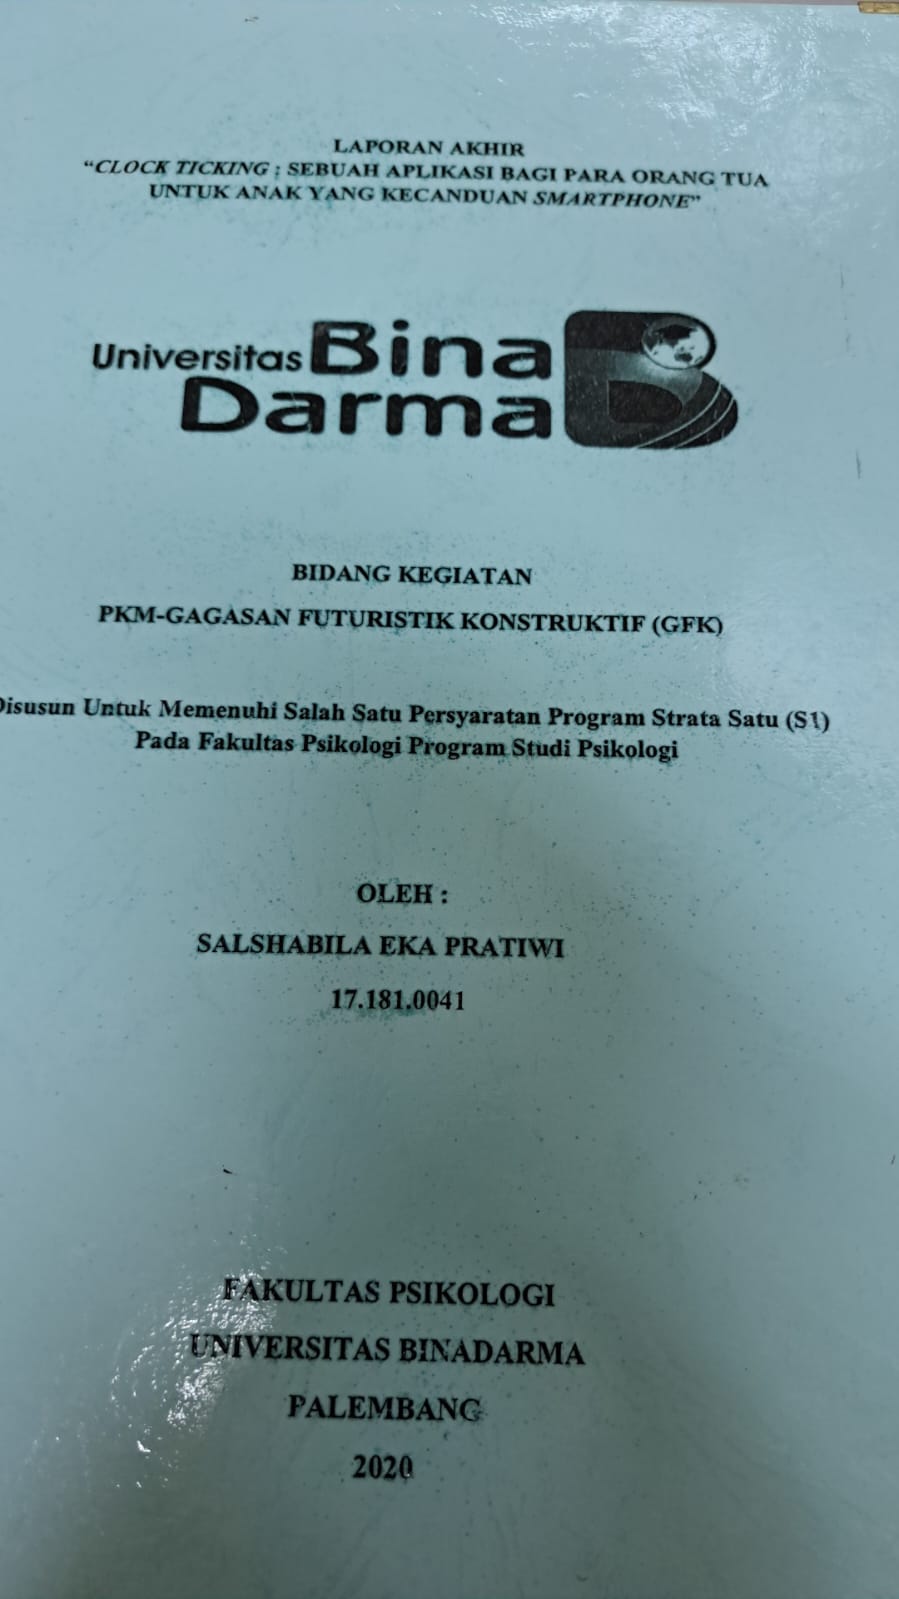 LAPORAN AKHIR
“CLOCK TICKING : SEBUAH APLIKASI BAGI PARA ORANG TUA
UNTUK ANAK YANG KECANDUAN SMARTPHONE”
Universitas Bina
Darma
BIDANG KEGIATAN
PKM-GAGASAN FUTURISTIK KONSTRUKTIF (GFK)
Disusun Untuk Memenuhi Salah Satu Persyaratan Program Strata Satu (S1)
Pada Fakultas Psikologi Program Studi Psikologi
OLEH :
SALSHABILA EKA PRATIWI
17.181.0041
FAKULTAS PSIKOLOGI
UNIVERSITAS BINADARMA
PALEMBANG
2020